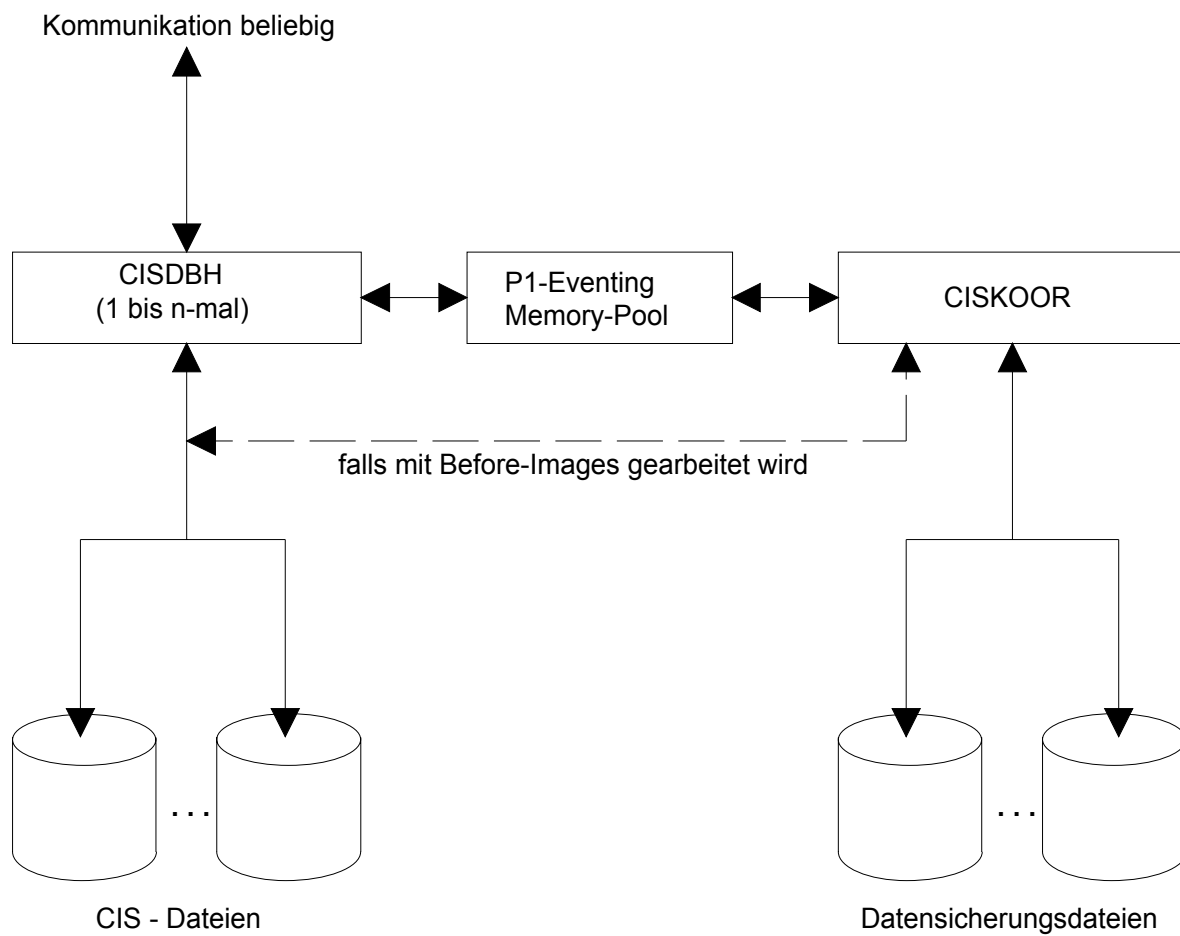 Kommunikation beliebig
CISDBH
(1 bis n-mal)
P1-Eventing
Memory-Pool
CISKOOR
falls mit Before-Images gearbeitet wird
. . .
. . .
CIS - Dateien
Datensicherungsdateien